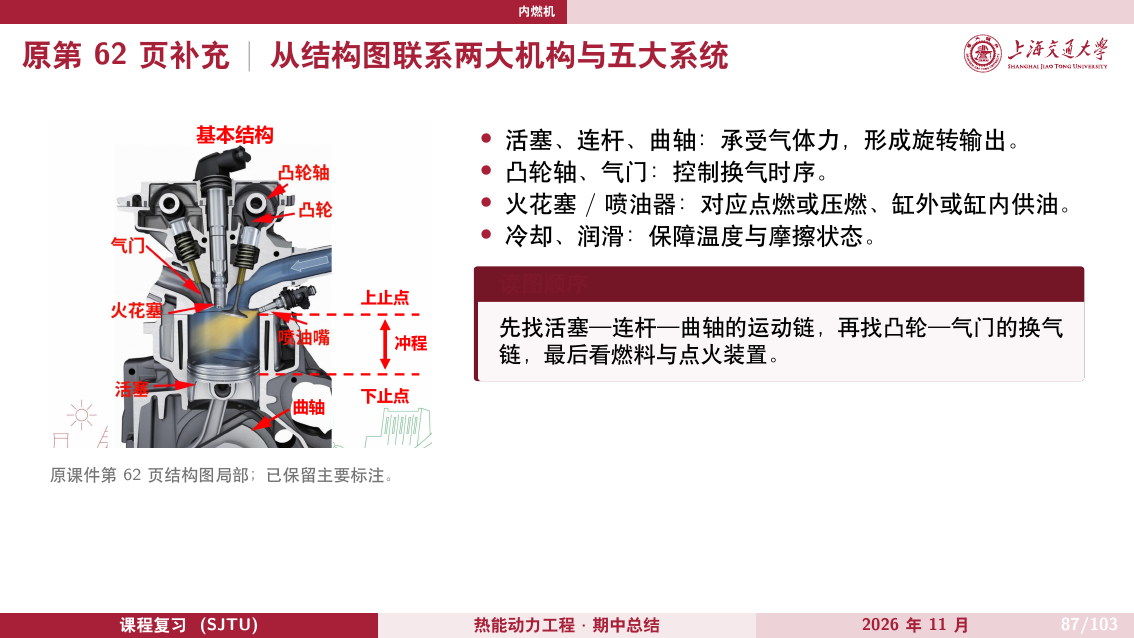 内燃机
原第 62 页补充 | 从结构图联系两大机构与五大系统
上海交通大学
SHANGHAI JIAO TONG UNIVERSITY
基本结构
凸轮轴
凸轮
气门
火花塞
喷油嘴
上止点
冲程
活塞
下止点
曲轴
原课件第 62 页结构图局部；已保留主要标注。
• 活塞、连杆、曲轴：承受气体力，形成旋转输出。
• 凸轮轴、气门：控制换气时序。
• 火花塞 / 喷油器：对应点燃或压燃、缸外或缸内供油。
• 冷却、润滑：保障温度与摩擦状态。
读图顺序
先找活塞—连杆—曲轴的运动链，再找凸轮—气门的换气
链，最后看燃料与点火装置。
课程复习 (SJTU)
热能动力工程 · 期中总结
2026 年 11 月
87/103